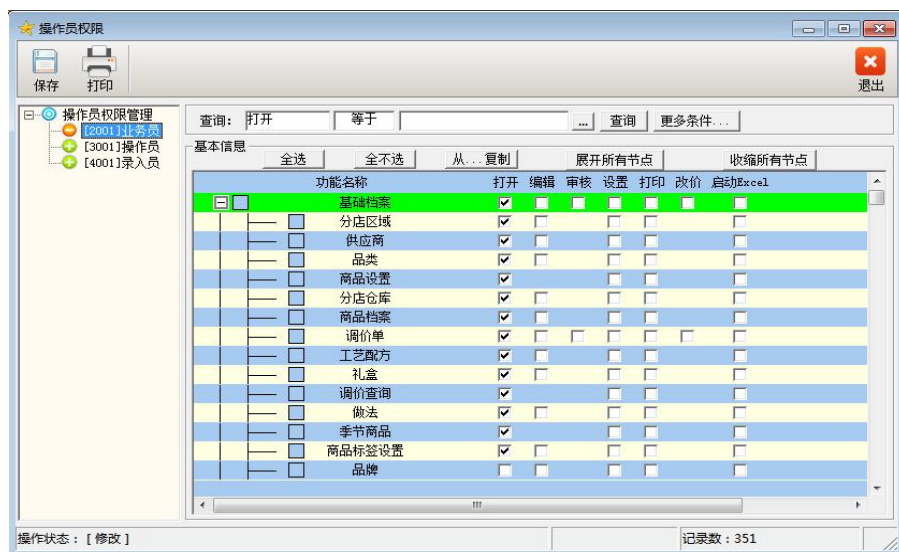 操作员权限
保存 打印 退出
操作员权限管理
[2001]业务员
[3001]操作员
[4001]录入员
查询: 打开 等于 ... 查询 更多条件...
基本信息
全选 全不选 从...复制 展开所有节点 收缩所有节点
功能名称 打开 编辑 审核 设置 打印 改价 启动Excel
基础档案
分店区域
供应商
品类
商品设置
分店仓库
商品档案
调价单
工艺配方
礼盒
调价查询
做法
季节商品
商品标签设置
品牌
操作状态: [修改] 记录数:351